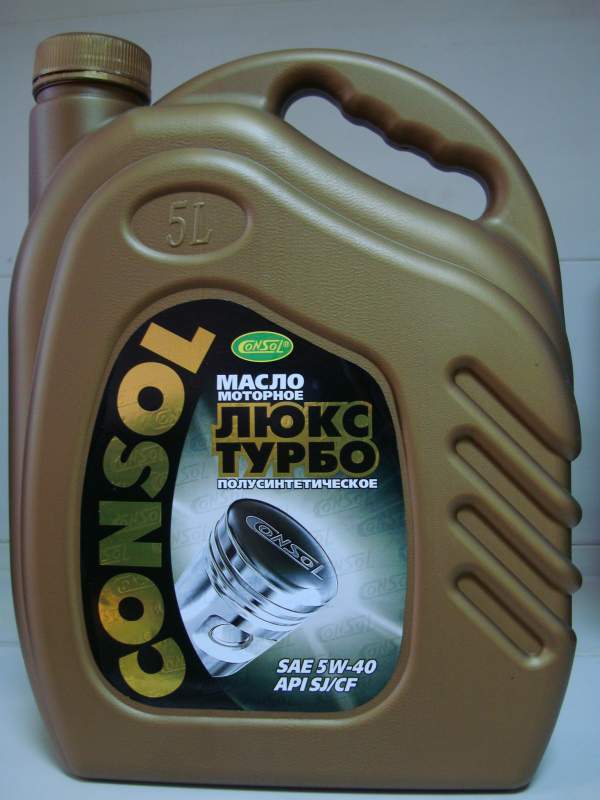 5L
CONSOL®
МАСЛО
МОТОРНОЕ
ЛЮКС
ТУРБО
ПОЛУСИНТЕТИЧЕСКОЕ
CONSOL
CONSOL
SAE 5W-40
API SJ/CF